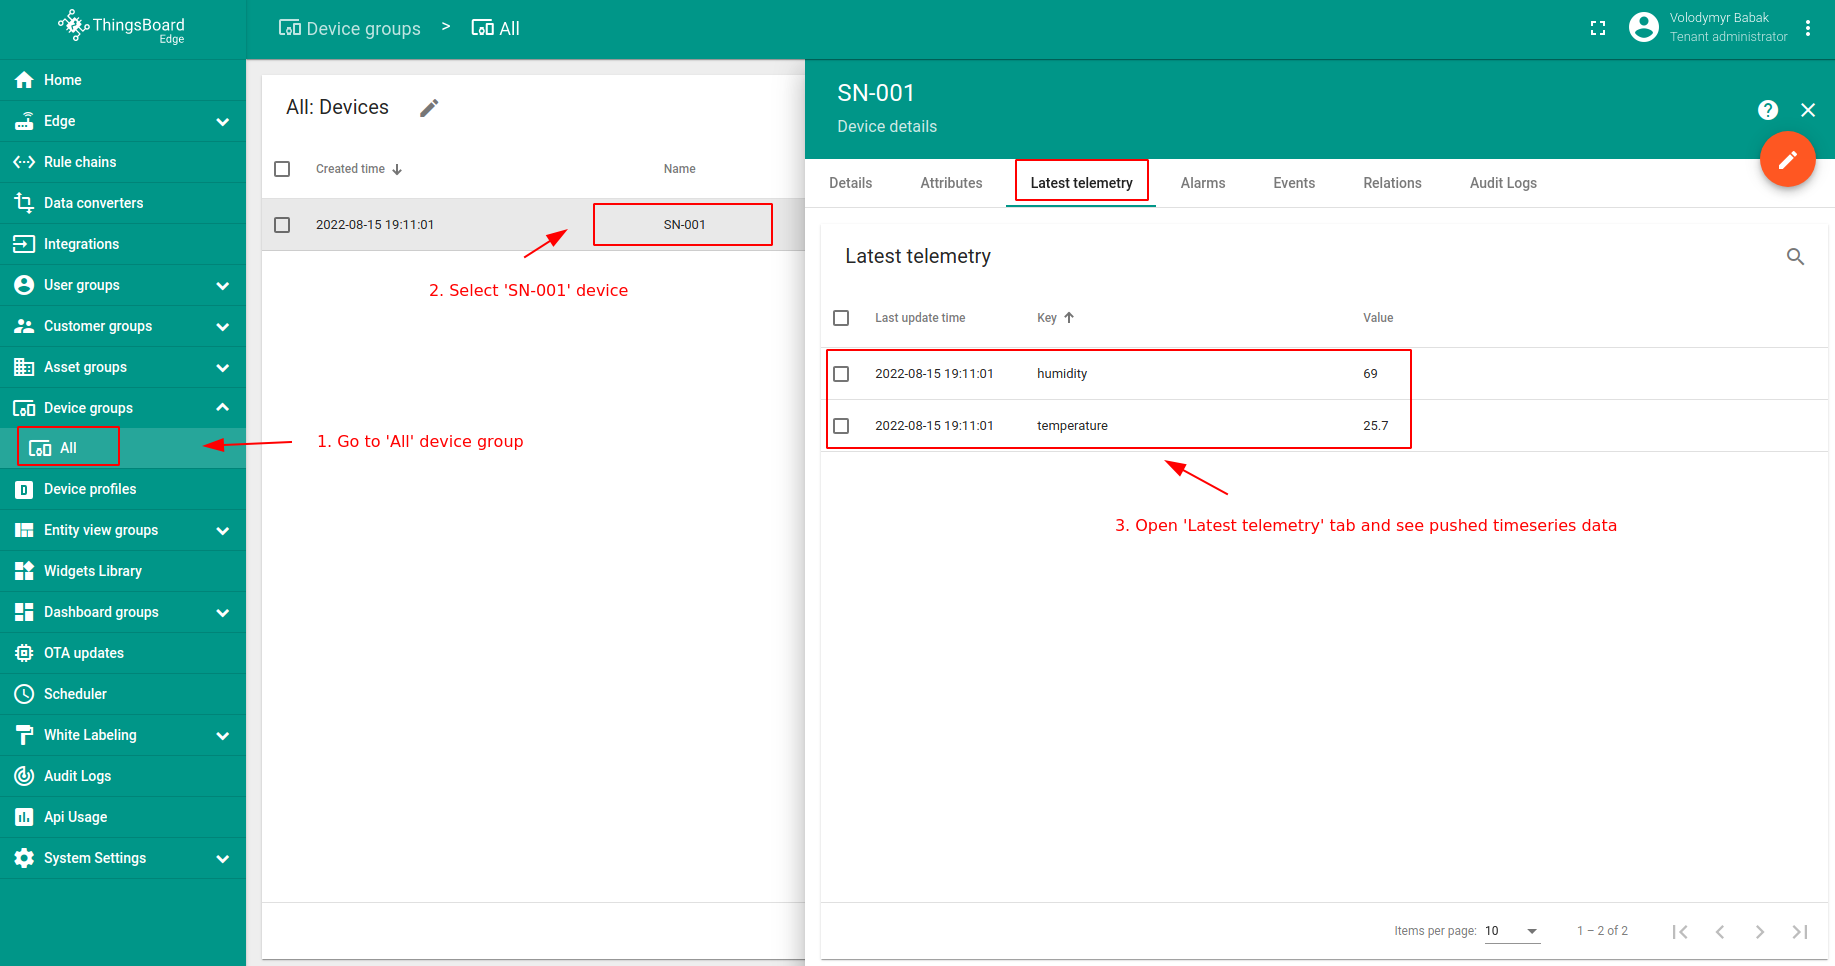 ThingsBoard
Edge
Home
Edge
Rule chains
Data converters
Integrations
User groups
Customer groups
Asset groups
Device groups
All
Device profiles
Entity view groups
Widgets Library
Dashboard groups
OTA updates
Scheduler
White Labeling
Audit Logs
Api Usage
System Settings
Device groups > All
Volodymyr Babak
Tenant administrator
All: Devices
Created time Name
2022-08-15 19:11:01 SN-001
2. Select 'SN-001' device
1. Go to 'All' device group
SN-001
Device details
Details Attributes Latest telemetry Alarms Events Relations Audit Logs
Latest telemetry
Last update time Key Value
2022-08-15 19:11:01 humidity 69
2022-08-15 19:11:01 temperature 25.7
3. Open 'Latest telemetry' tab and see pushed timeseries data
Items per page: 10 1 – 2 of 2